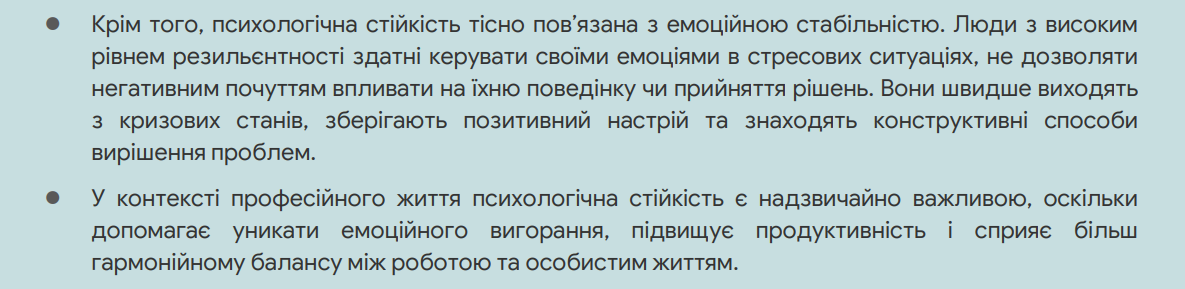 ● Крім того, психологічна стійкість тісно пов’язана з емоційною стабільністю. Люди з високим
рівнем резильєнтності здатні керувати своїми емоціями в стресових ситуаціях, не дозволяти
негативним почуттям впливати на їхню поведінку чи прийняття рішень. Вони швидше виходять
з кризових станів, зберігають позитивний настрій та знаходять конструктивні способи
вирішення проблем.
● У контексті професійного життя психологічна стійкість є надзвичайно важливою, оскільки
допомагає уникати емоційного вигорання, підвищує продуктивність і сприяє більш
гармонійному балансу між роботою та особистим життям.